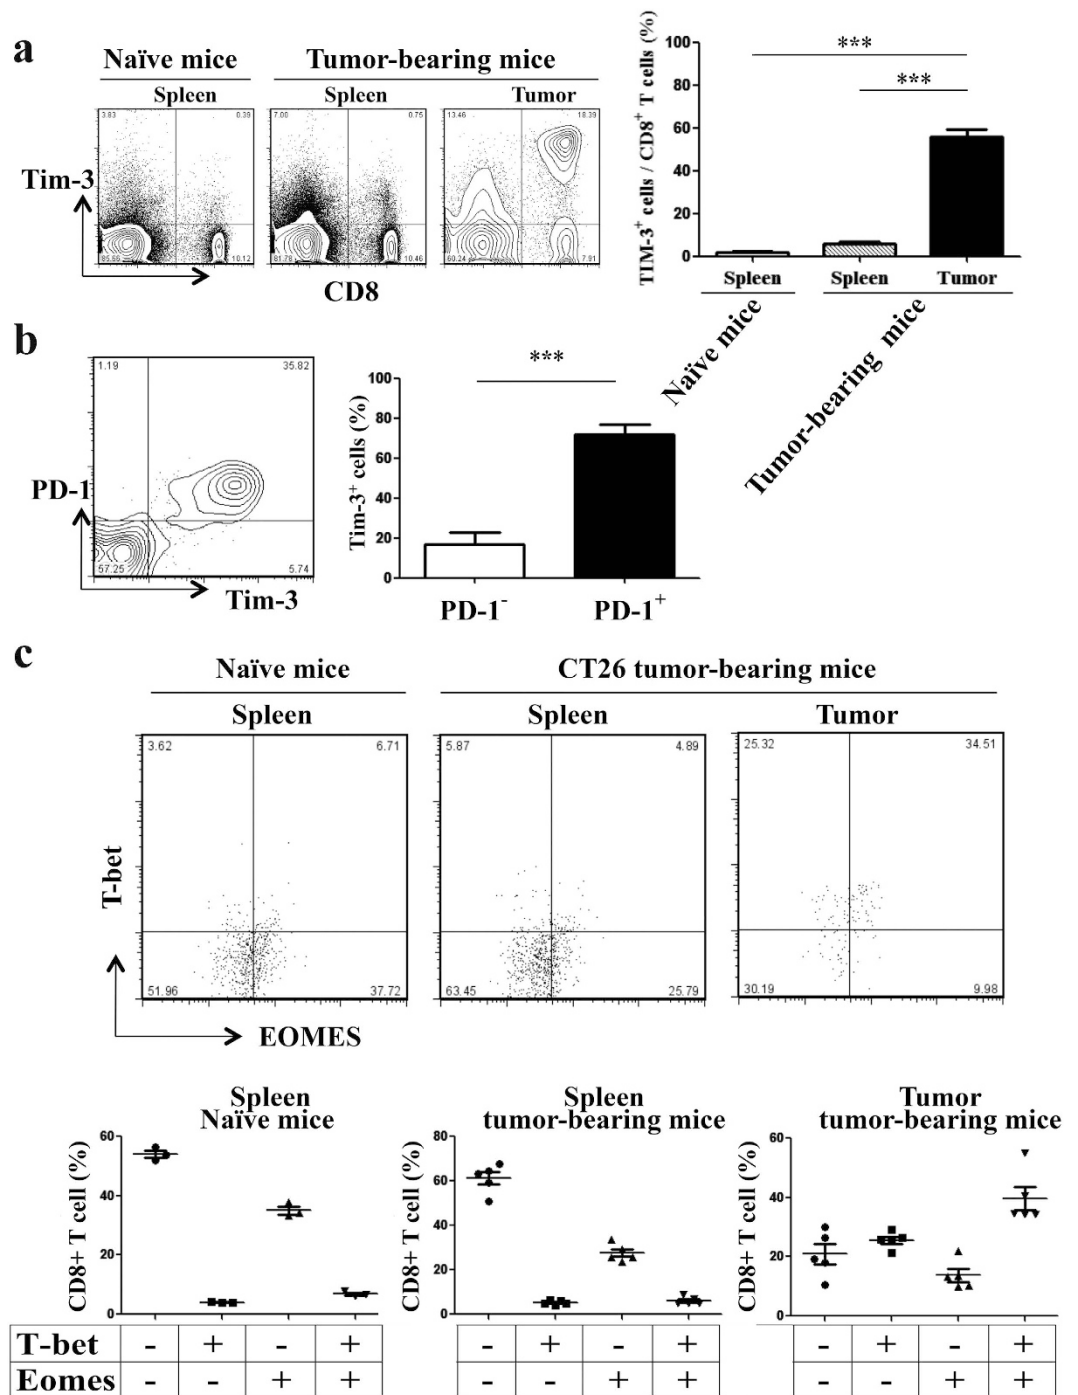 a
Naïve mice
Tumor-bearing mice
Spleen
Spleen
Tumor
3.83
0.39
7.00
0.75
13.46
18.39
Tim-3
10.12
81.78
10.46
60.24
7.91
CD8
TIM-3+ cells / CD8+ T cells (%)
100
80
60
40
20
0
***
***
Spleen
Spleen
Tumor
Naïve mice
Tumor-bearing mice
b
1.19
35.82
PD-1
57.25
5.74
Tim-3
***
Tim-3+ cells (%)
100
80
60
40
20
0
PD-1-
PD-1+
c
Naïve mice
CT26 tumor-bearing mice
Spleen
Spleen
Tumor
3.62
6.71
5.87
4.89
25.32
34.51
T-bet
51.96
37.72
63.45
25.79
30.19
9.98
EOMES
Spleen
Naïve mice
Spleen
tumor-bearing mice
Tumor
tumor-bearing mice
CD8+ T cell (%)
60
40
20
0
CD8+ T cell (%)
80
60
40
20
0
CD8+ T cell (%)
60
40
20
0
T-bet - + - + - + - + - + - +
Eomes - - + + - - + + - - + +